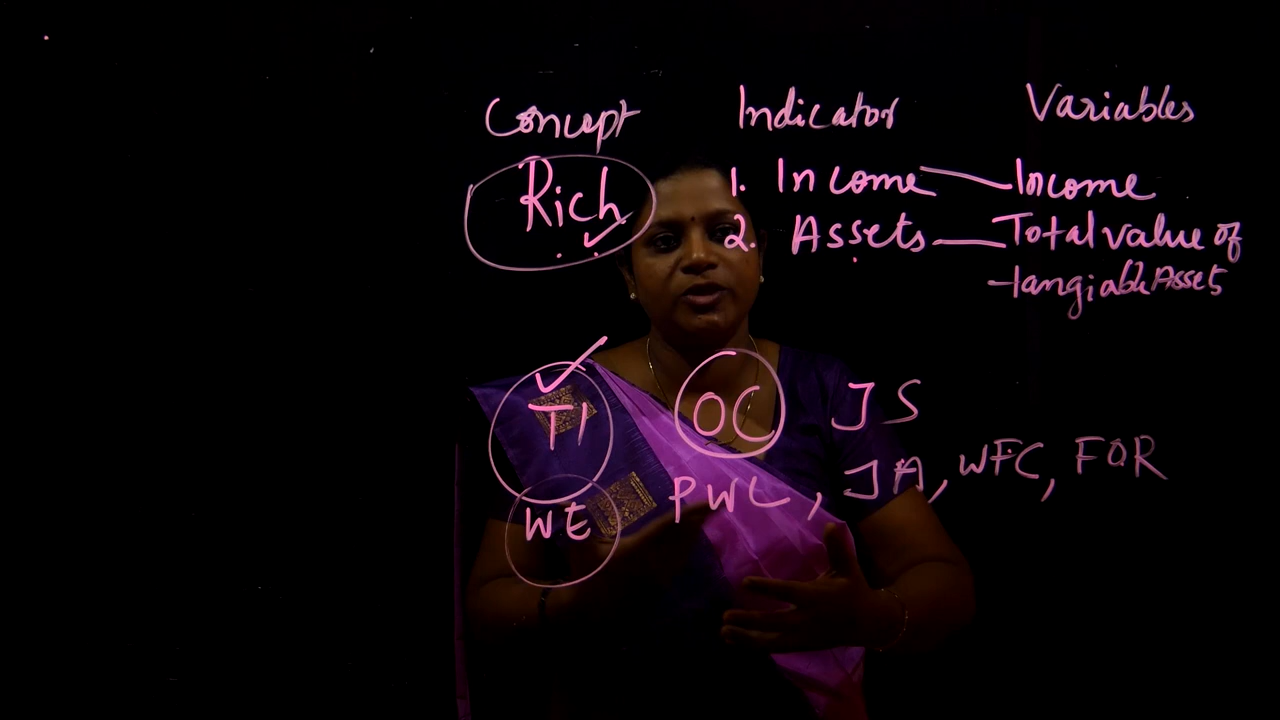 Concept Indicator Variables
Rich 1. Income Income
2. Assets Total value of
tangiable Asset
TI OC JS
WE PWL, JA, WFC, FOR